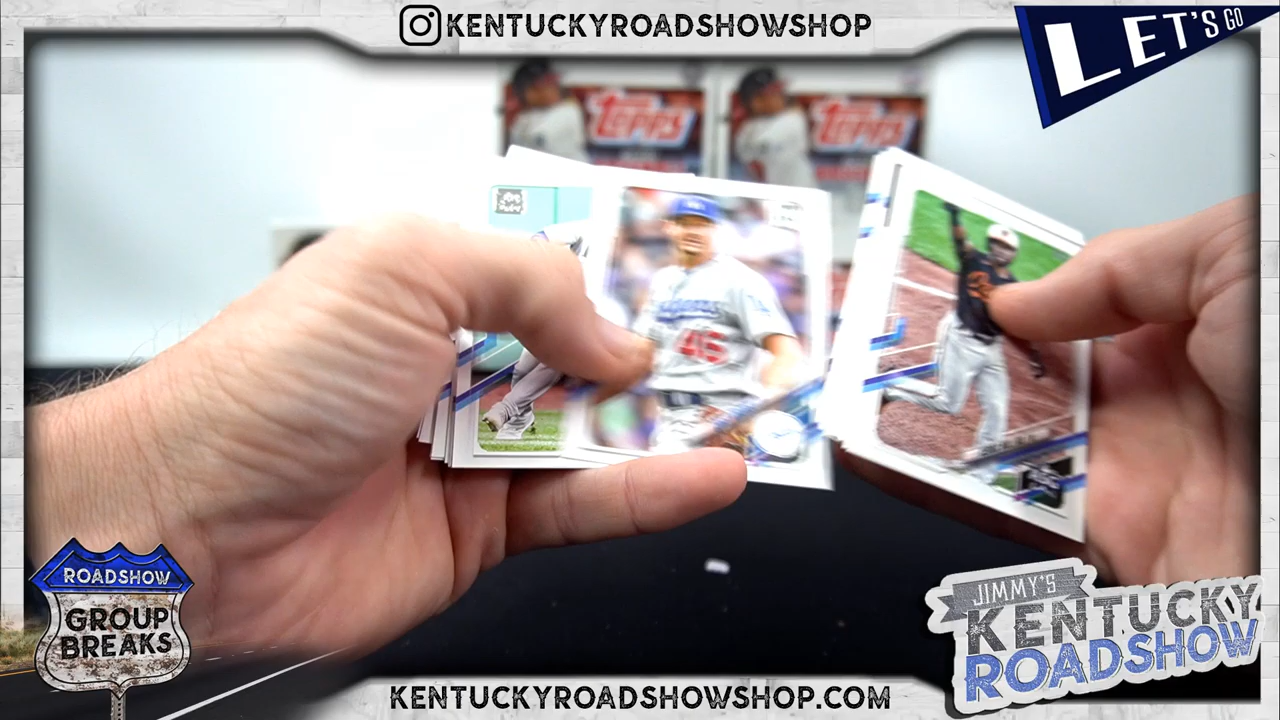 KENTUCKYROADSHOWSHOP
LET'S GO
Topps
Topps
46
ROADSHOW
GROUP
BREAKS
JIMMY'S
KENTUCKY
ROADSHOW
KENTUCKYROADSHOWSHOP.COM